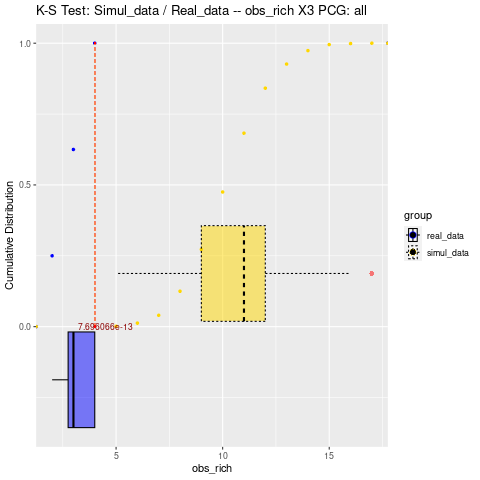 K-S Test: Simul_data / Real_data -- obs_rich X3 PCG: all
1.0
0.5
0.0
Cumulative Distribution
7.696066e-13
5
10
15
obs_rich
group
real_data
simul_data